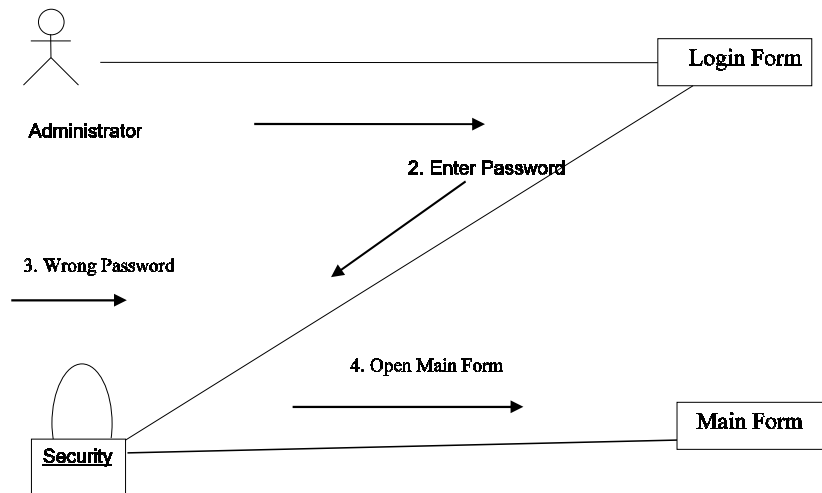 Login Form
Administrator
2. Enter Password
3. Wrong Password
4. Open Main Form
Main Form
Security